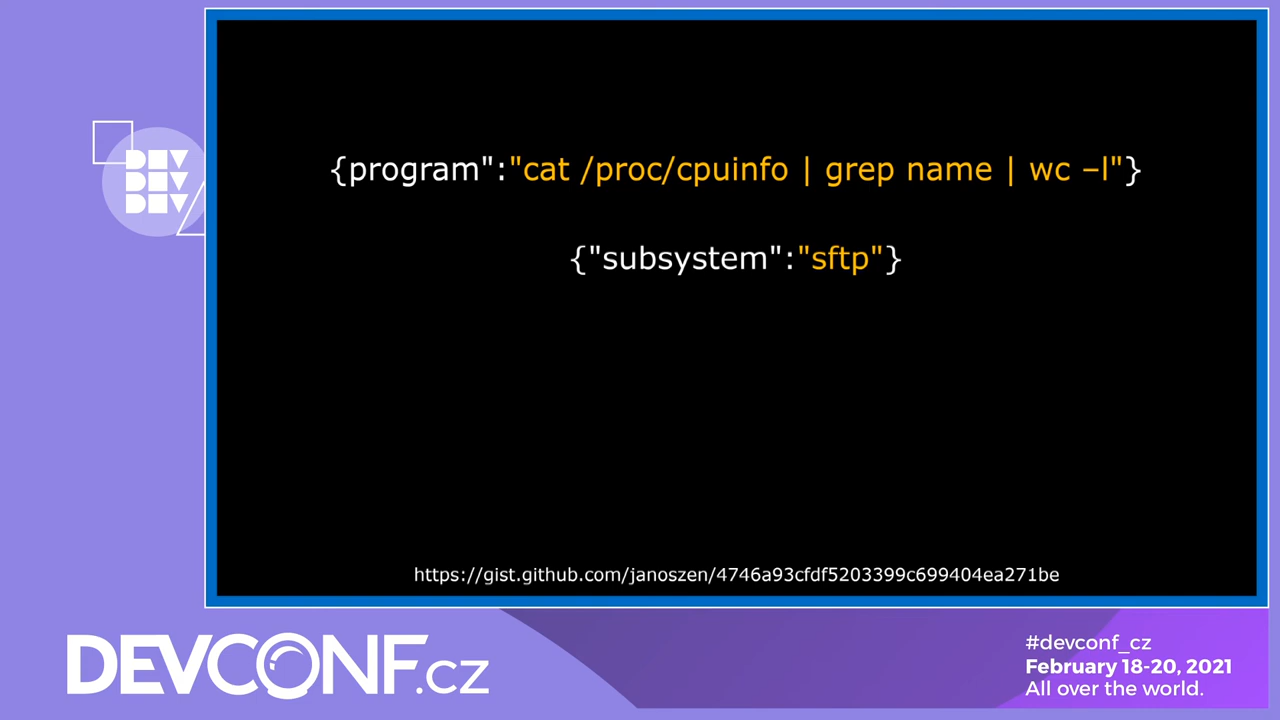 DEV
DEV
DEV
{program":"cat /proc/cpuinfo | grep name | wc –l"}
{"subsystem":"sftp"}
https://gist.github.com/janoszen/4746a93cfdf5203399c699404ea271be
DEVCONF.cz
#devconf_cz
February 18-20, 2021
All over the world.